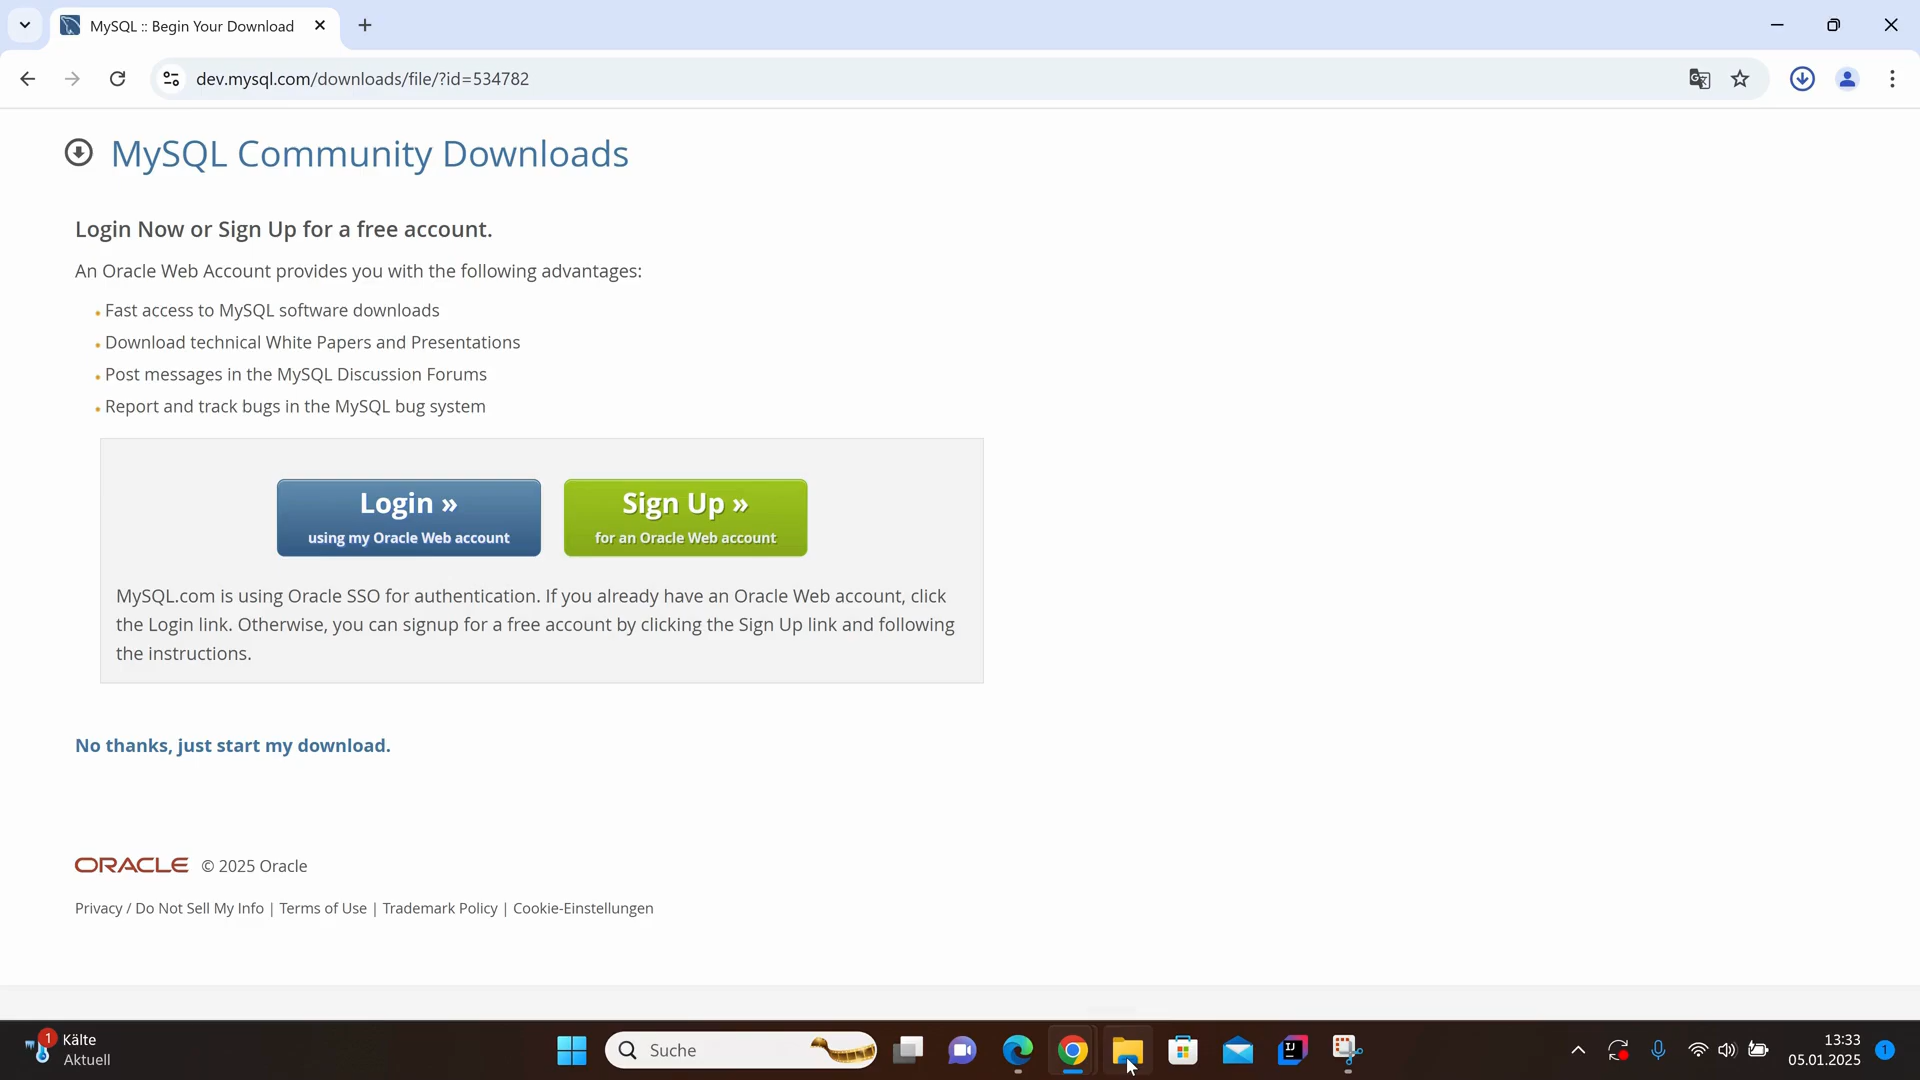 MySQL :: Begin Your Download
dev.mysql.com/downloads/file/?id=534782
MySQL Community Downloads
Login Now or Sign Up for a free account.
An Oracle Web Account provides you with the following advantages:
Fast access to MySQL software downloads
Download technical White Papers and Presentations
Post messages in the MySQL Discussion Forums
Report and track bugs in the MySQL bug system
Login »
using my Oracle Web account
Sign Up »
for an Oracle Web account
MySQL.com is using Oracle SSO for authentication. If you already have an Oracle Web account, click
the Login link. Otherwise, you can signup for a free account by clicking the Sign Up link and following
the instructions.
No thanks, just start my download.
ORACLE © 2025 Oracle
Privacy / Do Not Sell My Info | Terms of Use | Trademark Policy | Cookie-Einstellungen
1
Kälte
Aktuell
Suche
IJ
13:33
05.01.2025
1